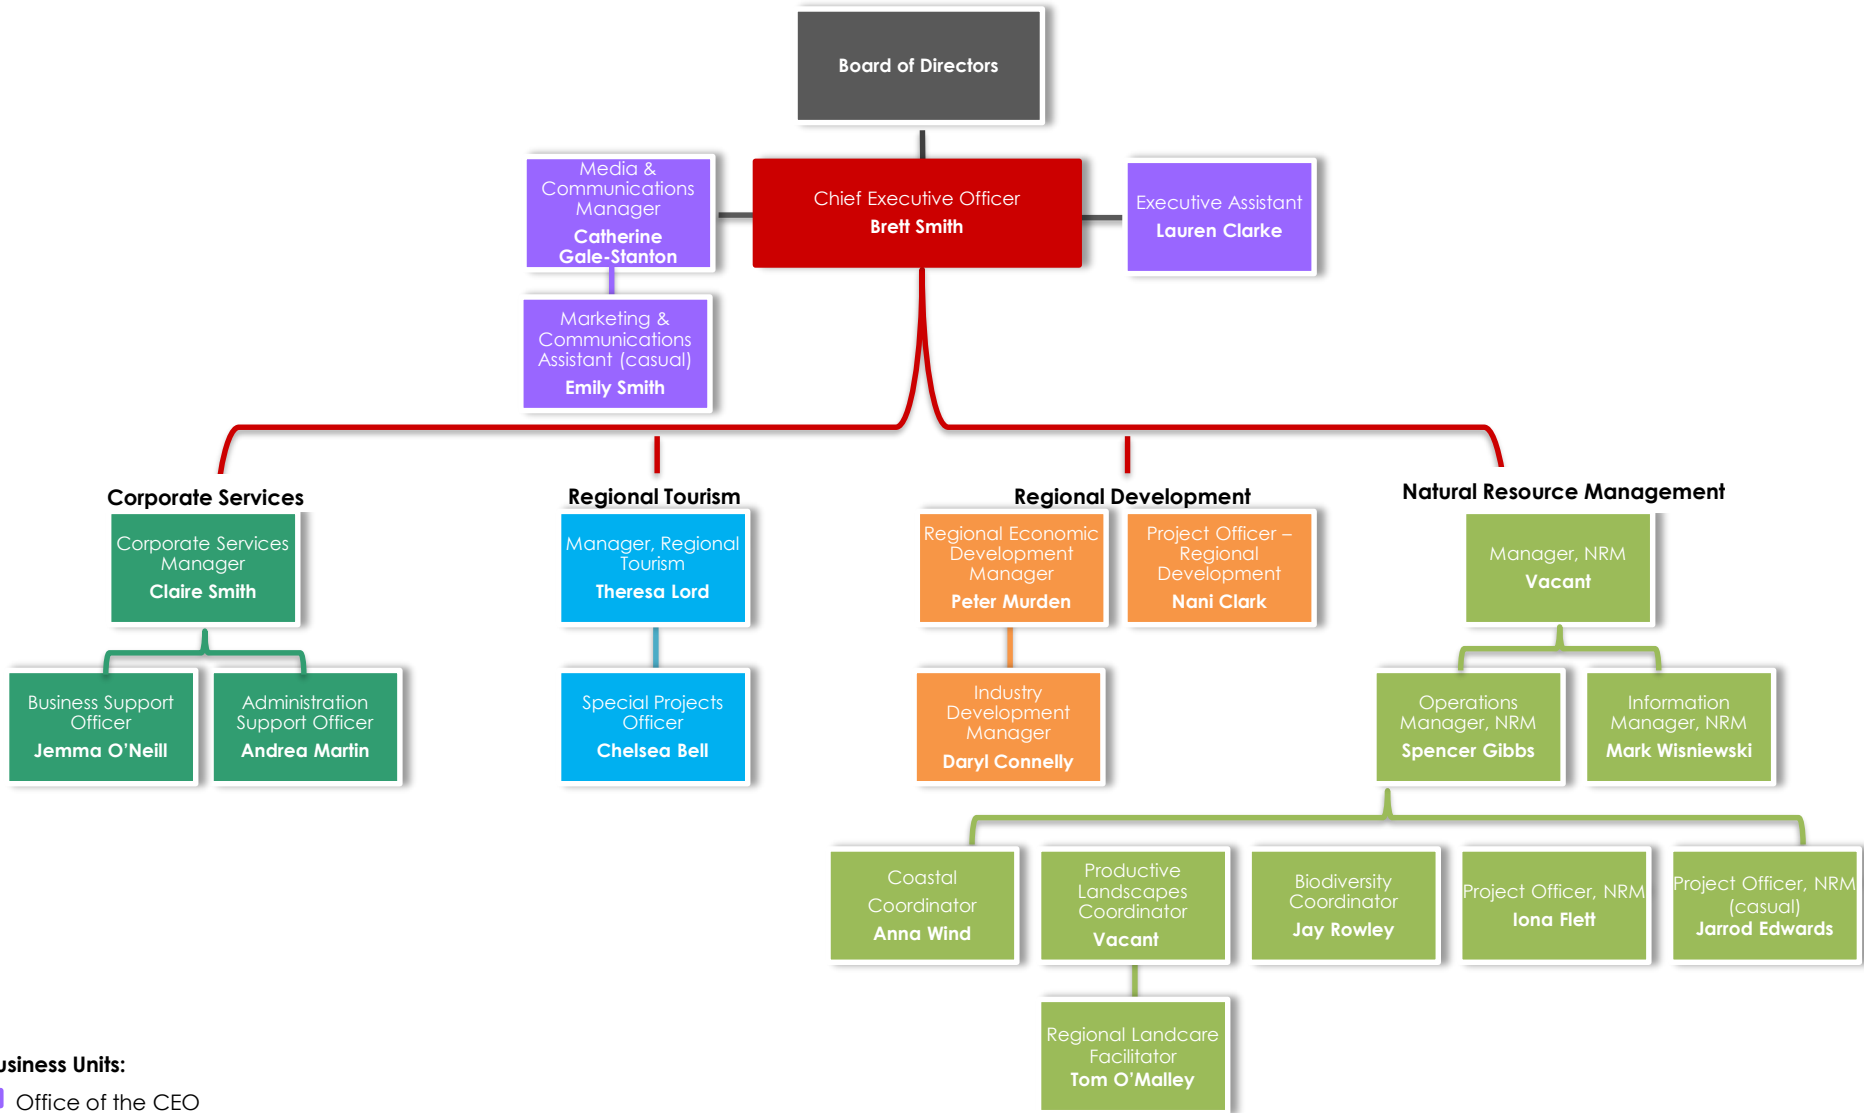 Board of Directors
Media &
Communications
Manager
Catherine
Gale-Stanton
Chief Executive Officer
Brett Smith
Executive Assistant
Lauren Clarke
Marketing &
Communications
Assistant (casual)
Emily Smith
Corporate Services
Regional Tourism
Regional Development
Natural Resource Management
Corporate Services
Manager
Claire Smith
Manager, Regional
Tourism
Theresa Lord
Regional Economic
Development
Manager
Peter Murden
Project Officer –
Regional
Development
Nani Clark
Manager, NRM
Vacant
Business Support
Officer
Jemma O'Neill
Administration
Support Officer
Andrea Martin
Special Projects
Officer
Chelsea Bell
Industry
Development
Manager
Daryl Connelly
Operations
Manager, NRM
Spencer Gibbs
Information
Manager, NRM
Mark Wisniewski
Coastal
Coordinator
Anna Wind
Productive
Landscapes
Coordinator
Vacant
Biodiversity
Coordinator
Jay Rowley
Project Officer, NRM
Iona Flett
Project Officer, NRM
(casual)
Jarrod Edwards
Regional Landcare
Facilitator
Tom O'Malley
usiness Units:
Office of the CEO